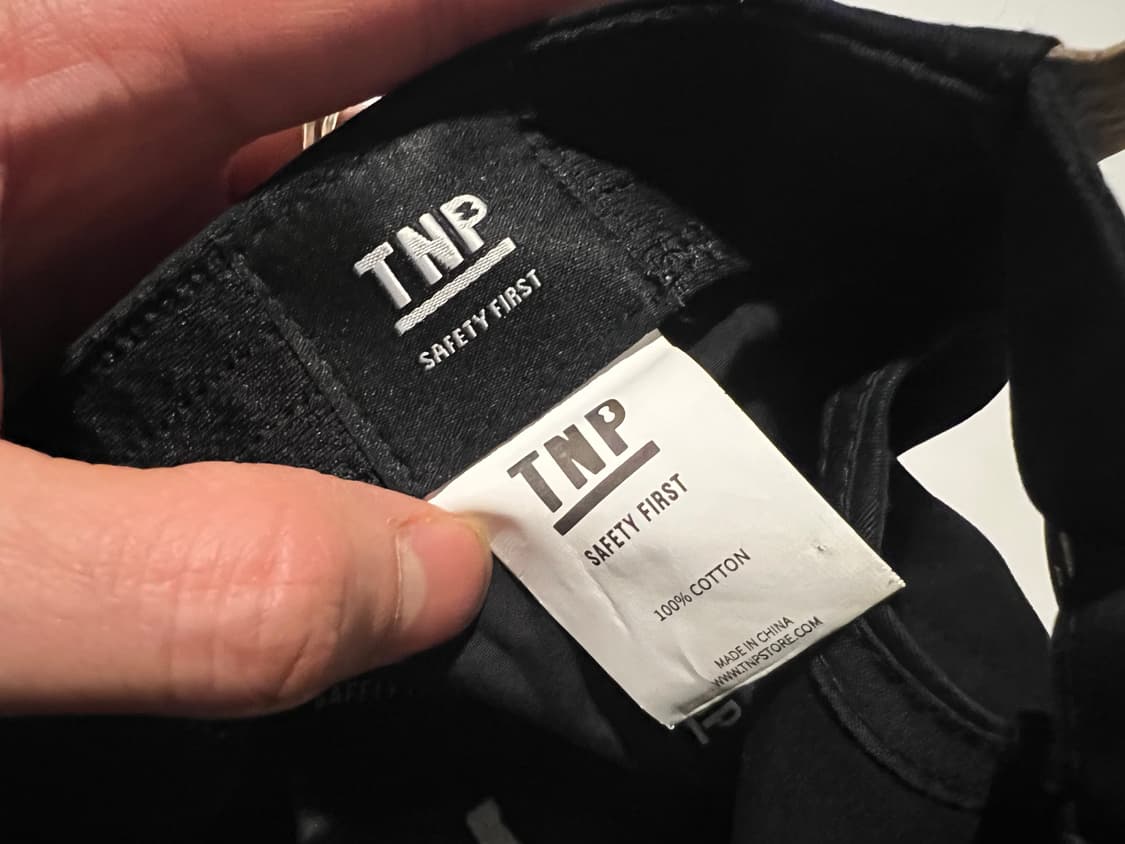 TNP
SAFETY FIRST
TNP
SAFETY FIRST
100% COTTON
MADE IN CHINA
WWW.TNPSTORE.COM